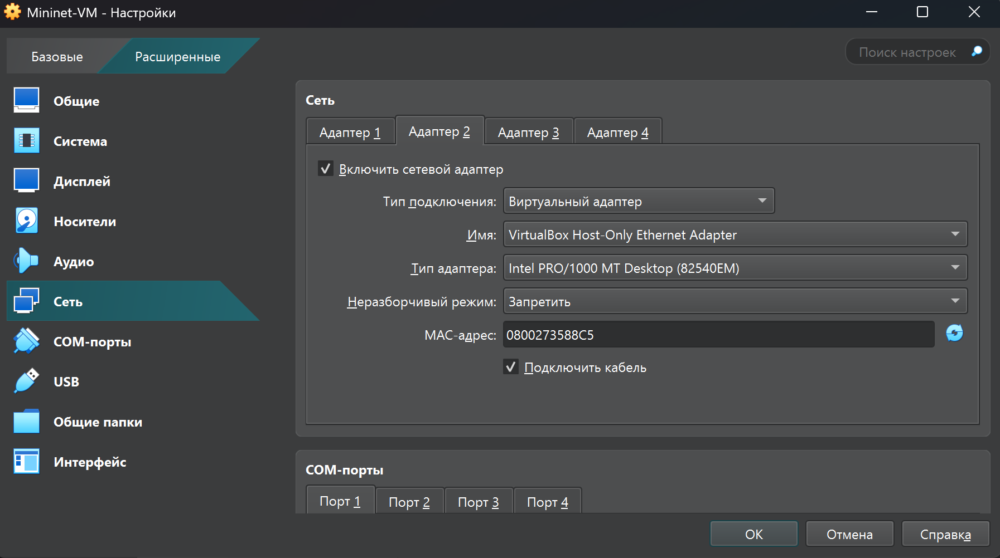 Mininet-VM - Настройки
Базовые
Расширенные
Поиск настроек
Общие
Система
Дисплей
Носители
Аудио
Сеть
COM-порты
USB
Общие папки
Интерфейс
Сеть
Адаптер 1
Адаптер 2
Адаптер 3
Адаптер 4
Включить сетевой адаптер
Тип подключения:
Виртуальный адаптер
Имя:
VirtualBox Host-Only Ethernet Adapter
Тип адаптера:
Intel PRO/1000 MT Desktop (82540EM)
Неразборчивый режим:
Запретить
MAC-адрес:
0800273588C5
Подключить кабель
COM-порты
Порт 1
Порт 2
Порт 3
Порт 4
OK
Отмена
Справка